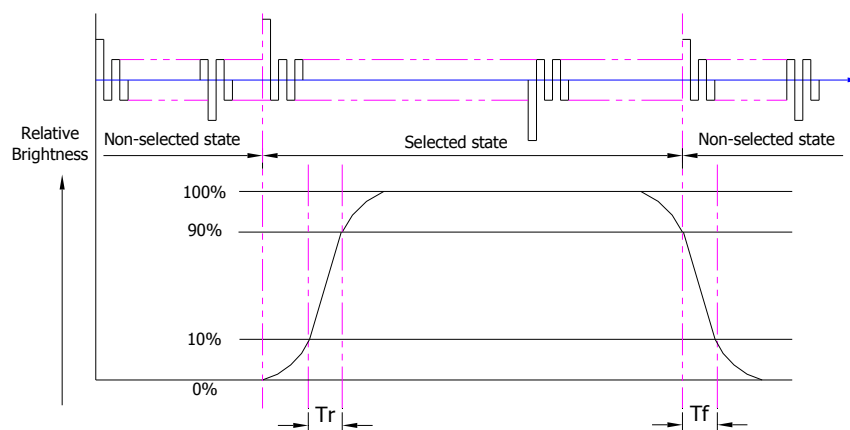 Relative
Brightness
Non-selected state
Selected state
Non-selected state
100%
90%
10%
0%
Tr
Tf